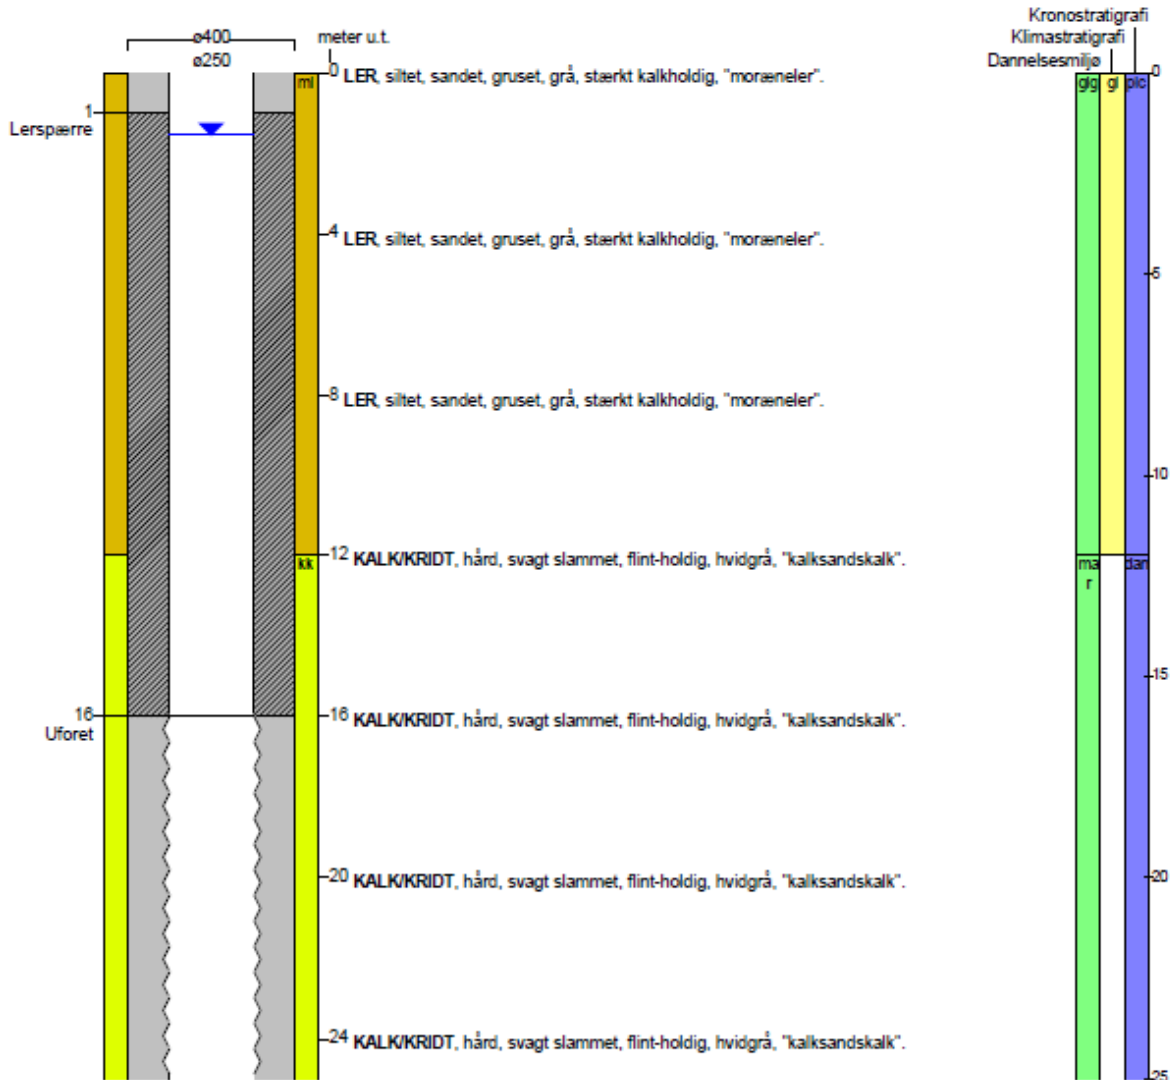 Kronostratigrafi
ø400 meter u.t. Klimastratigrafi
ø250 Dannelsesmiljø
0 LER, siltet, sandet, gruset, grå, stærkt kalkholdig, "moræneler". 0
ml glg gl plc
1
Lerspærre
4 LER, siltet, sandet, gruset, grå, stærkt kalkholdig, "moræneler".
5
8 LER, siltet, sandet, gruset, grå, stærkt kalkholdig, "moræneler".
10
12 KALK/KRIDT, hård, svagt slammet, flint-holdig, hvidgrå, "kalksandskalk".
kk ma dan
r
15
16 16 KALK/KRIDT, hård, svagt slammet, flint-holdig, hvidgrå, "kalksandskalk".
Uforet
20 KALK/KRIDT, hård, svagt slammet, flint-holdig, hvidgrå, "kalksandskalk". 20
24 KALK/KRIDT, hård, svagt slammet, flint-holdig, hvidgrå, "kalksandskalk".
25